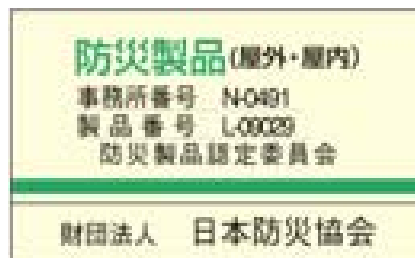 防災製品(屋外・屋内)
事務所番号 N-0491
製品番号 L-09029
防災製品認定委員会
財団法人 日本防災協会